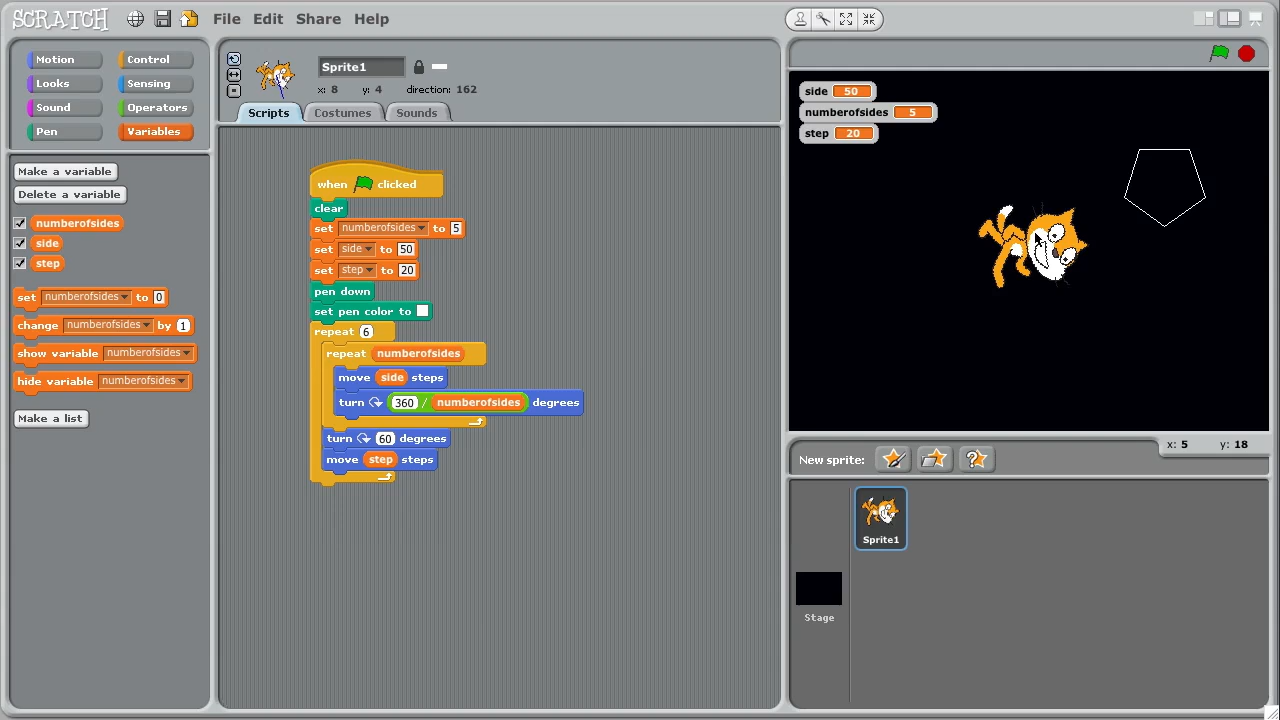 SCRATCH File Edit Share Help
Motion Control
Looks Sensing
Sound Operators
Pen Variables
Make a variable
Delete a variable
numberofsides
side
step
set numberofsides to 0
change numberofsides by 1
show variable numberofsides
hide variable numberofsides
Make a list
Sprite1
x: 8 y: 4 direction: 162
Scripts Costumes Sounds
when clicked
clear
set numberofsides to 5
set side to 50
set step to 20
pen down
set pen color to
repeat 6
repeat numberofsides
move side steps
turn 360 / numberofsides degrees
turn 60 degrees
move step steps
side 50
numberofsides 5
step 20
x: 5 y: 18
New sprite:
Sprite1
Stage